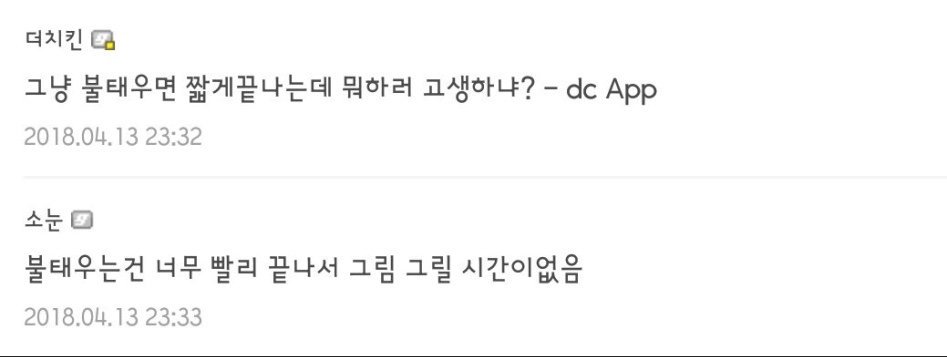 더치킨
그냥 불태우면 짧게끝나는데 뭐하러 고생하냐? - dc App
2018.04.13 23:32
소눈
불태우는건 너무 빨리 끝나서 그림 그릴 시간이없음
2018.04.13 23:33